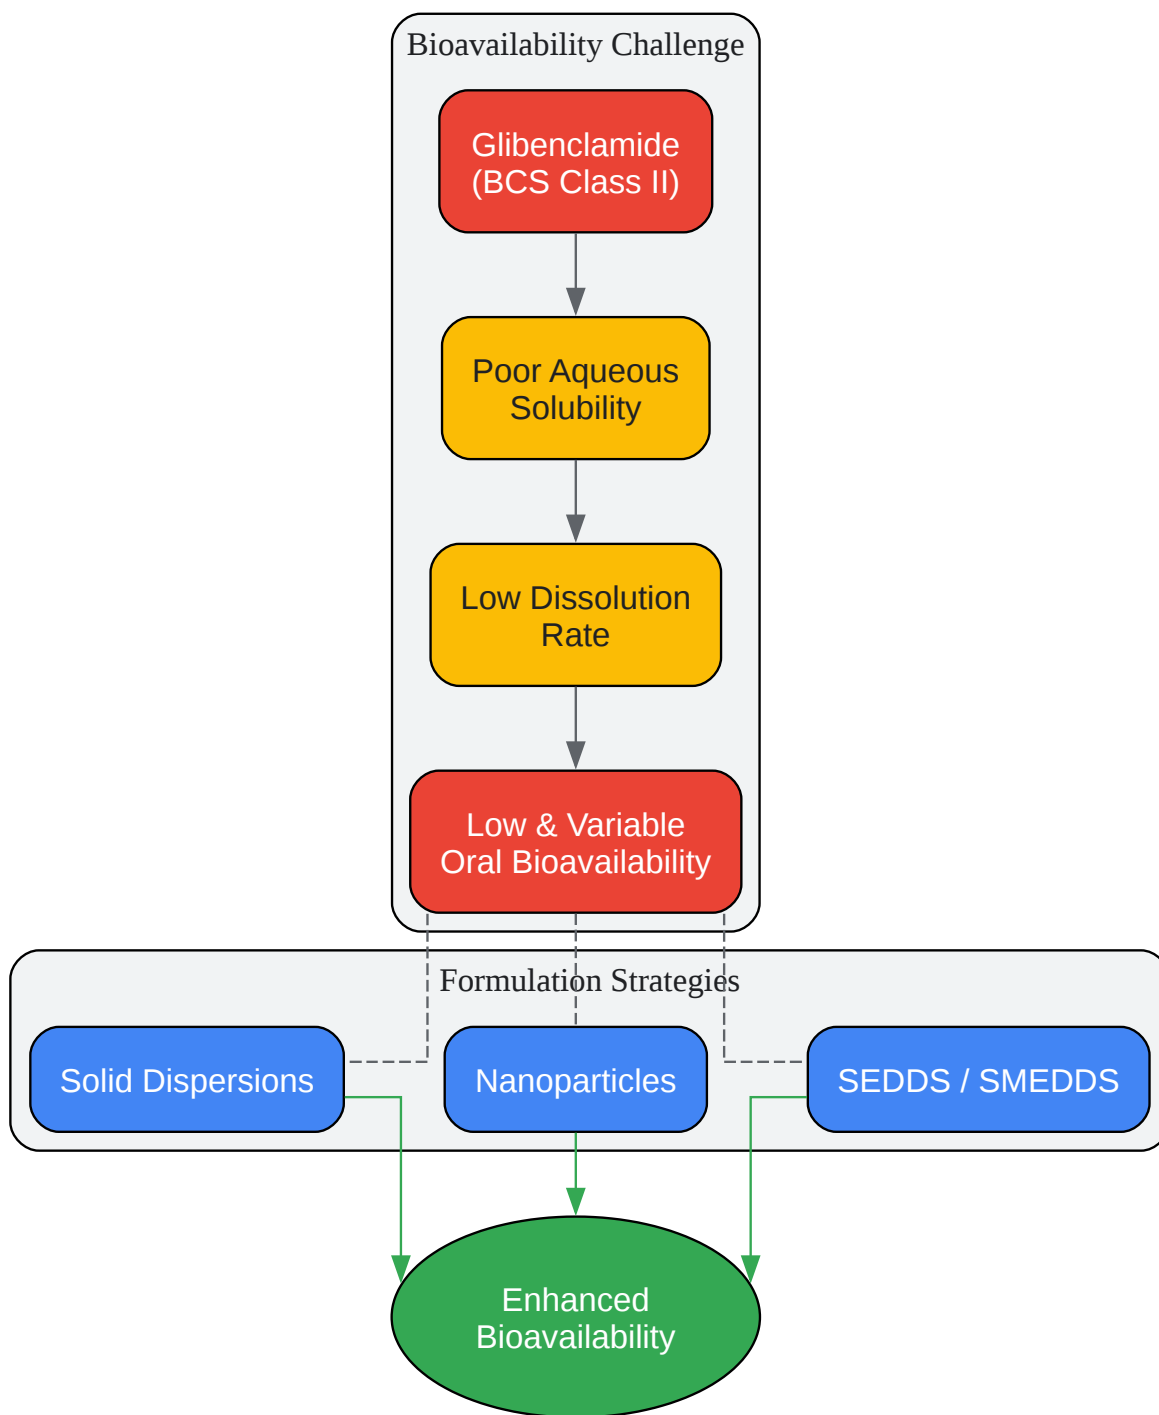 Bioavailability Challenge
Glibenclamide
(BCS Class II)
Poor Aqueous
Solubility
Low Dissolution
Rate
Low & Variable
Oral Bioavailability
Formulation Strategies
Solid Dispersions
Nanoparticles
SEDDS / SMEDDS
Enhanced
Bioavailability